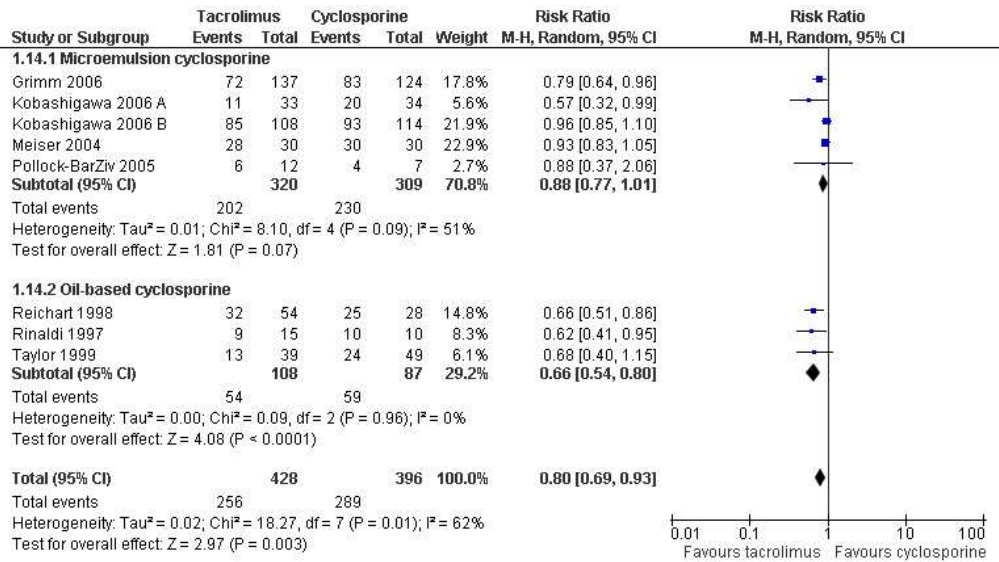 Tacrolimus Cyclosporine Risk Ratio Risk Ratio
Study or Subgroup Events Total Events Total Weight M-H, Random, 95% CI M-H, Random, 95% CI
1.14.1 Microemulsion cyclosporine
Grimm 2006 72 137 83 124 17.8% 0.79 [0.64, 0.96]
Kobashigawa 2006 A 11 33 20 34 5.6% 0.57 [0.32, 0.99]
Kobashigawa 2006 B 85 108 93 114 21.9% 0.96 [0.85, 1.10]
Meiser 2004 28 30 30 30 22.9% 0.93 [0.83, 1.05]
Pollock-BarZiv 2005 6 12 4 7 2.7% 0.88 [0.37, 2.06]
Subtotal (95% CI) 320 309 70.8% 0.88 [0.77, 1.01]
Total events 202 230
Heterogeneity: Tau² = 0.01; Chi² = 8.10, df = 4 (P = 0.09); I² = 51%
Test for overall effect: Z = 1.81 (P = 0.07)
1.14.2 Oil-based cyclosporine
Reichart 1998 32 54 25 28 14.8% 0.66 [0.51, 0.86]
Rinaldi 1997 9 15 10 10 8.3% 0.62 [0.41, 0.95]
Taylor 1999 13 39 24 49 6.1% 0.68 [0.40, 1.15]
Subtotal (95% CI) 108 87 29.2% 0.66 [0.54, 0.80]
Total events 54 59
Heterogeneity: Tau² = 0.00; Chi² = 0.09, df = 2 (P = 0.96); I² = 0%
Test for overall effect: Z = 4.08 (P < 0.0001)
Total (95% CI) 428 396 100.0% 0.80 [0.69, 0.93]
Total events 256 289
Heterogeneity: Tau² = 0.02; Chi² = 18.27, df = 7 (P = 0.01); I² = 62%
Test for overall effect: Z = 2.97 (P = 0.003)
0.01 0.1 1 10 100
Favours tacrolimus Favours cyclosporine